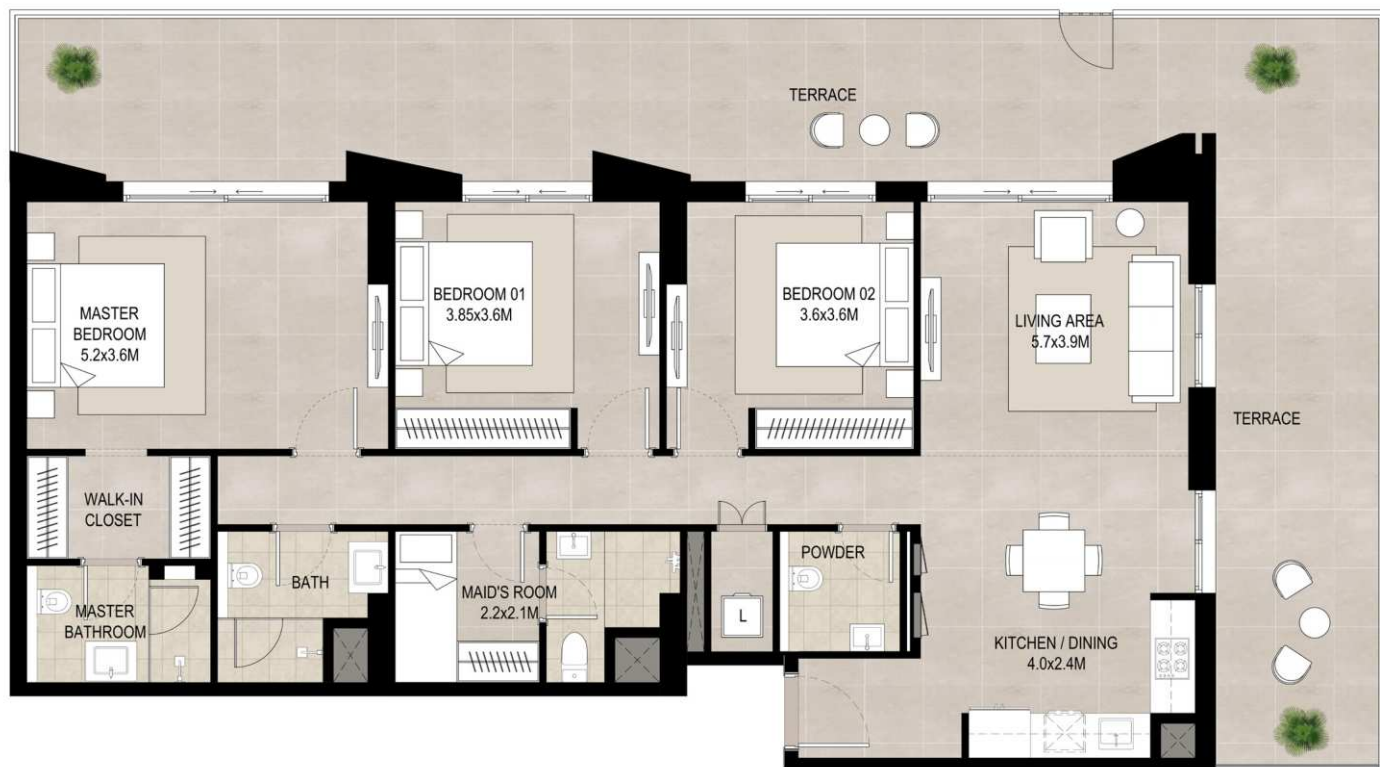 TERRACE
MASTER
BEDROOM
5.2x3.6M
BEDROOM 01
3.85x3.6M
BEDROOM 02
3.6x3.6M
LIVING AREA
5.7x3.9M
TERRACE
WALK-IN
CLOSET
MASTER
BATHROOM
BATH
MAID'S ROOM
2.2x2.1M
L
POWDER
KITCHEN / DINING
4.0x2.4M